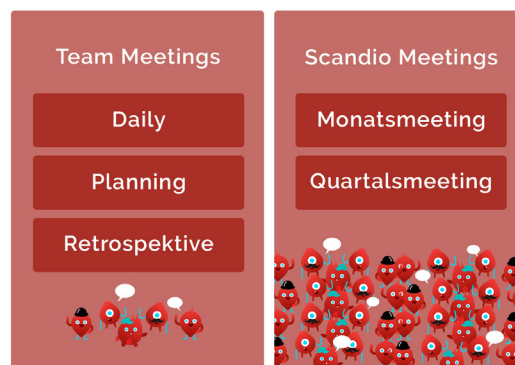 Team Meetings
Daily
Planning
Retrospektive
Scandio Meetings
Monatsmeeting
Quartalsmeeting